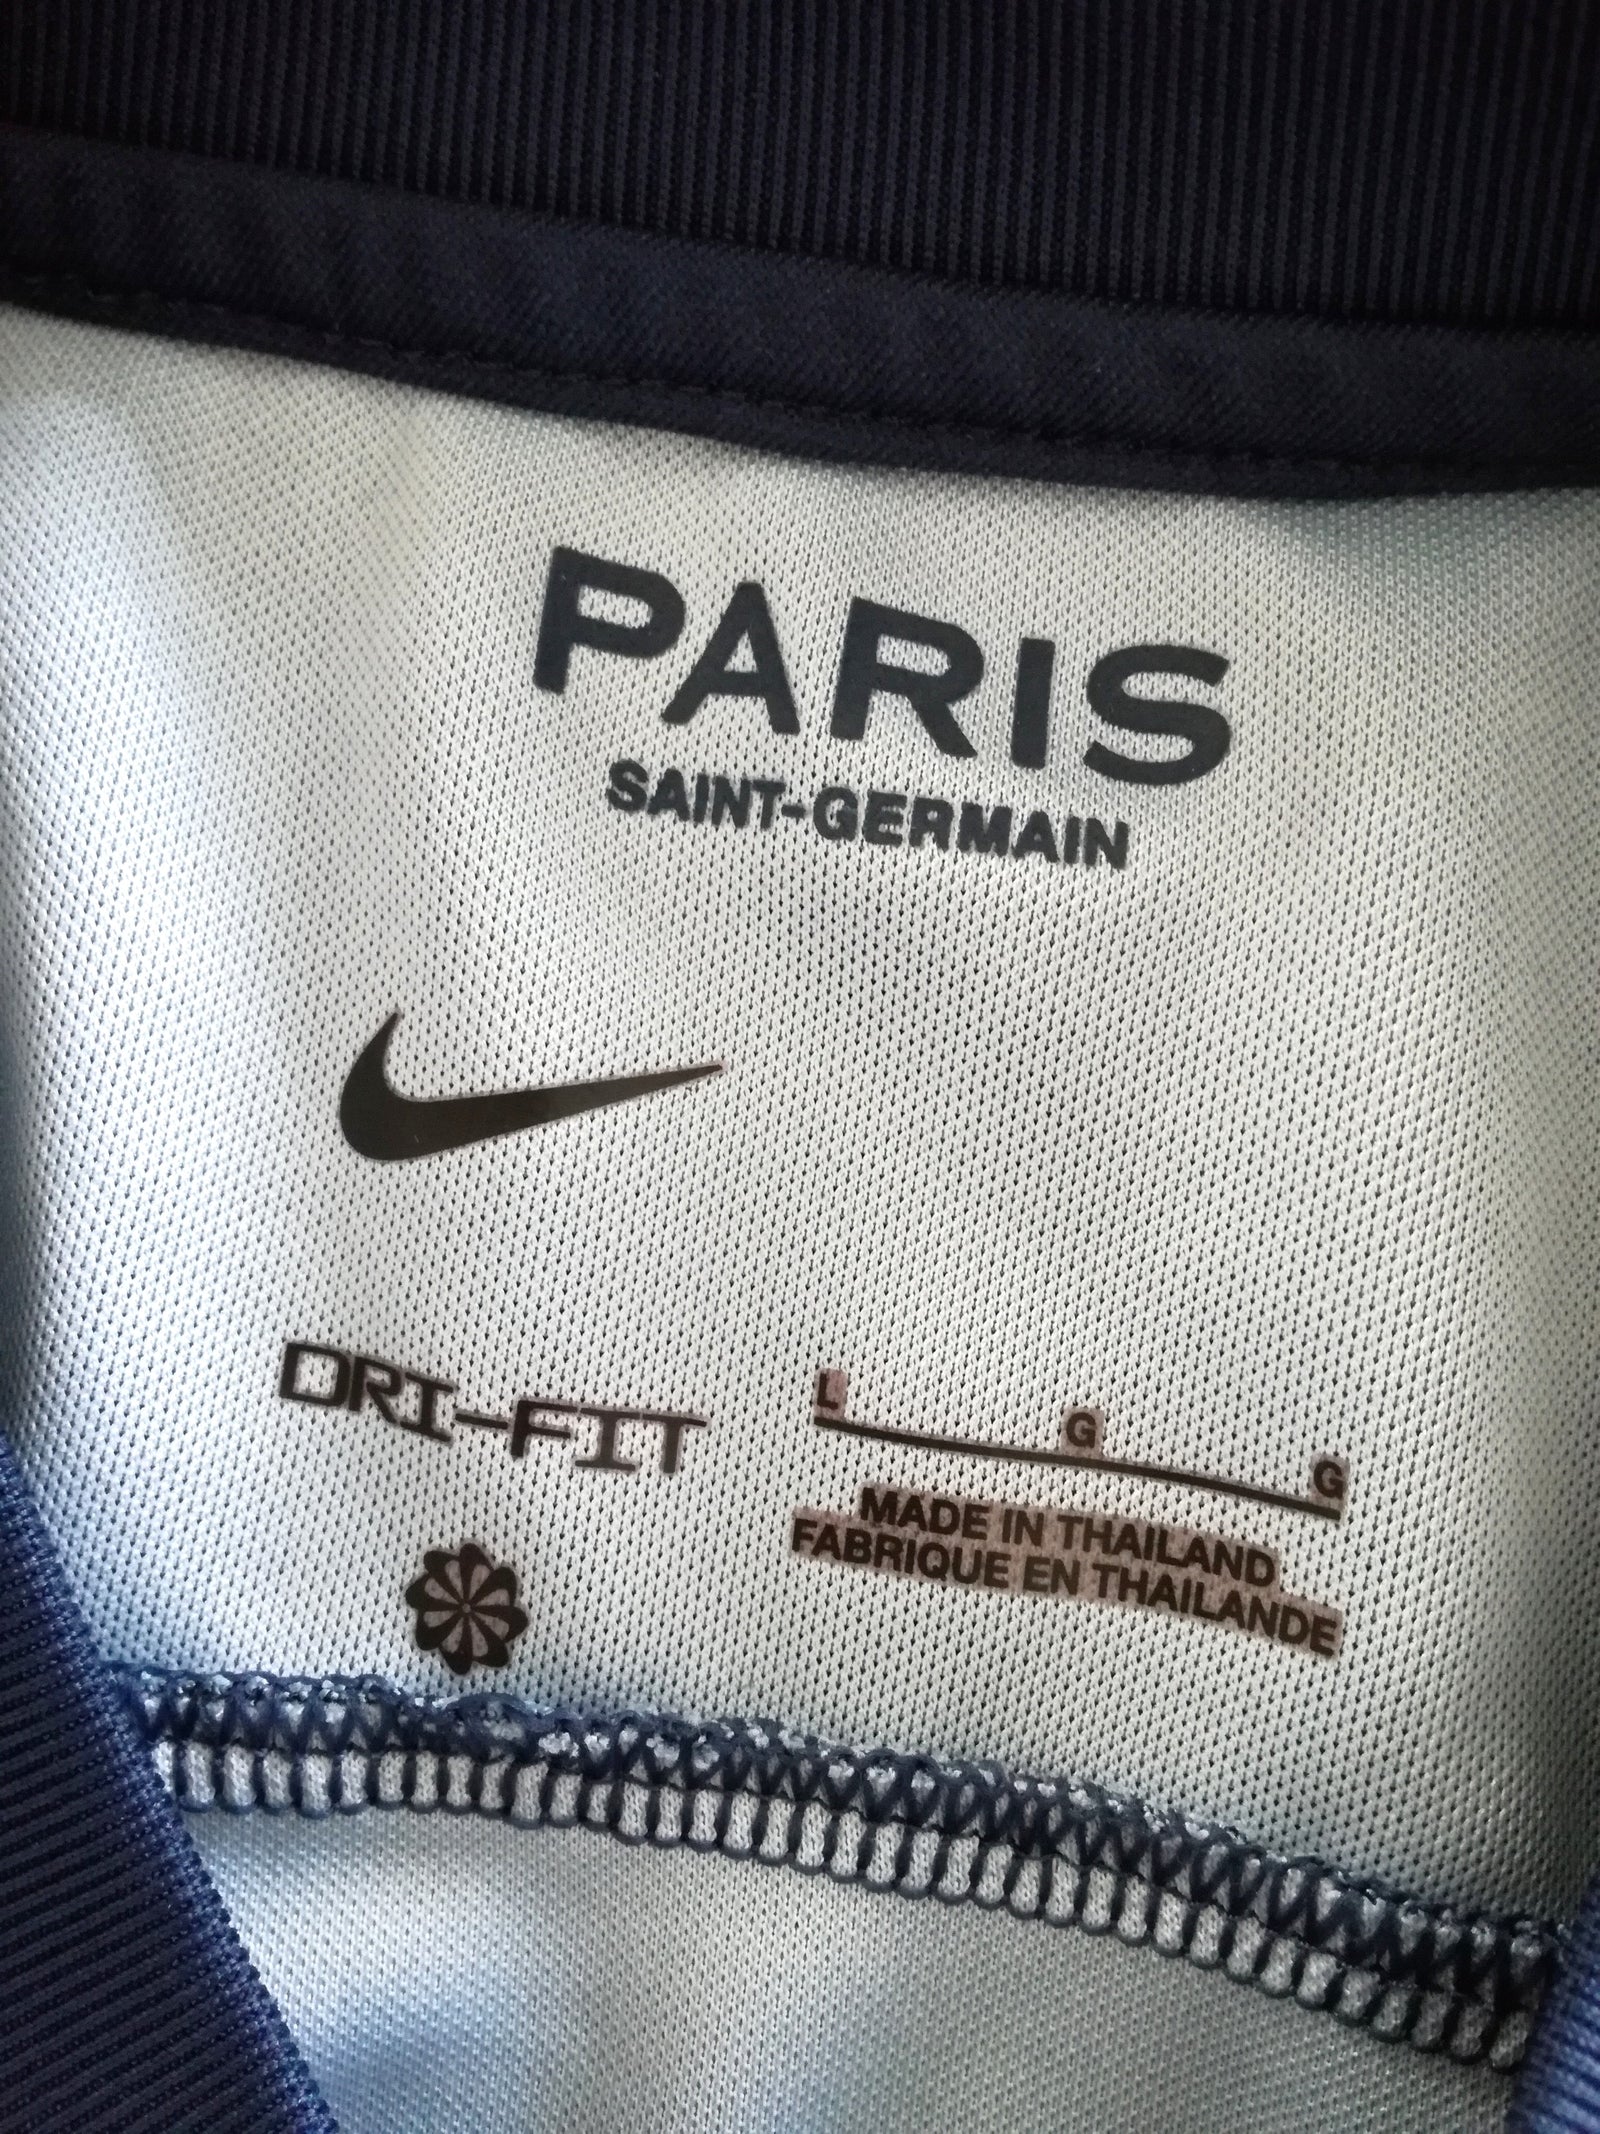 PARIS
SAINT-GERMAIN
DRI-FIT
L G G
MADE IN THAILAND
FABRIQUE EN THAILANDE